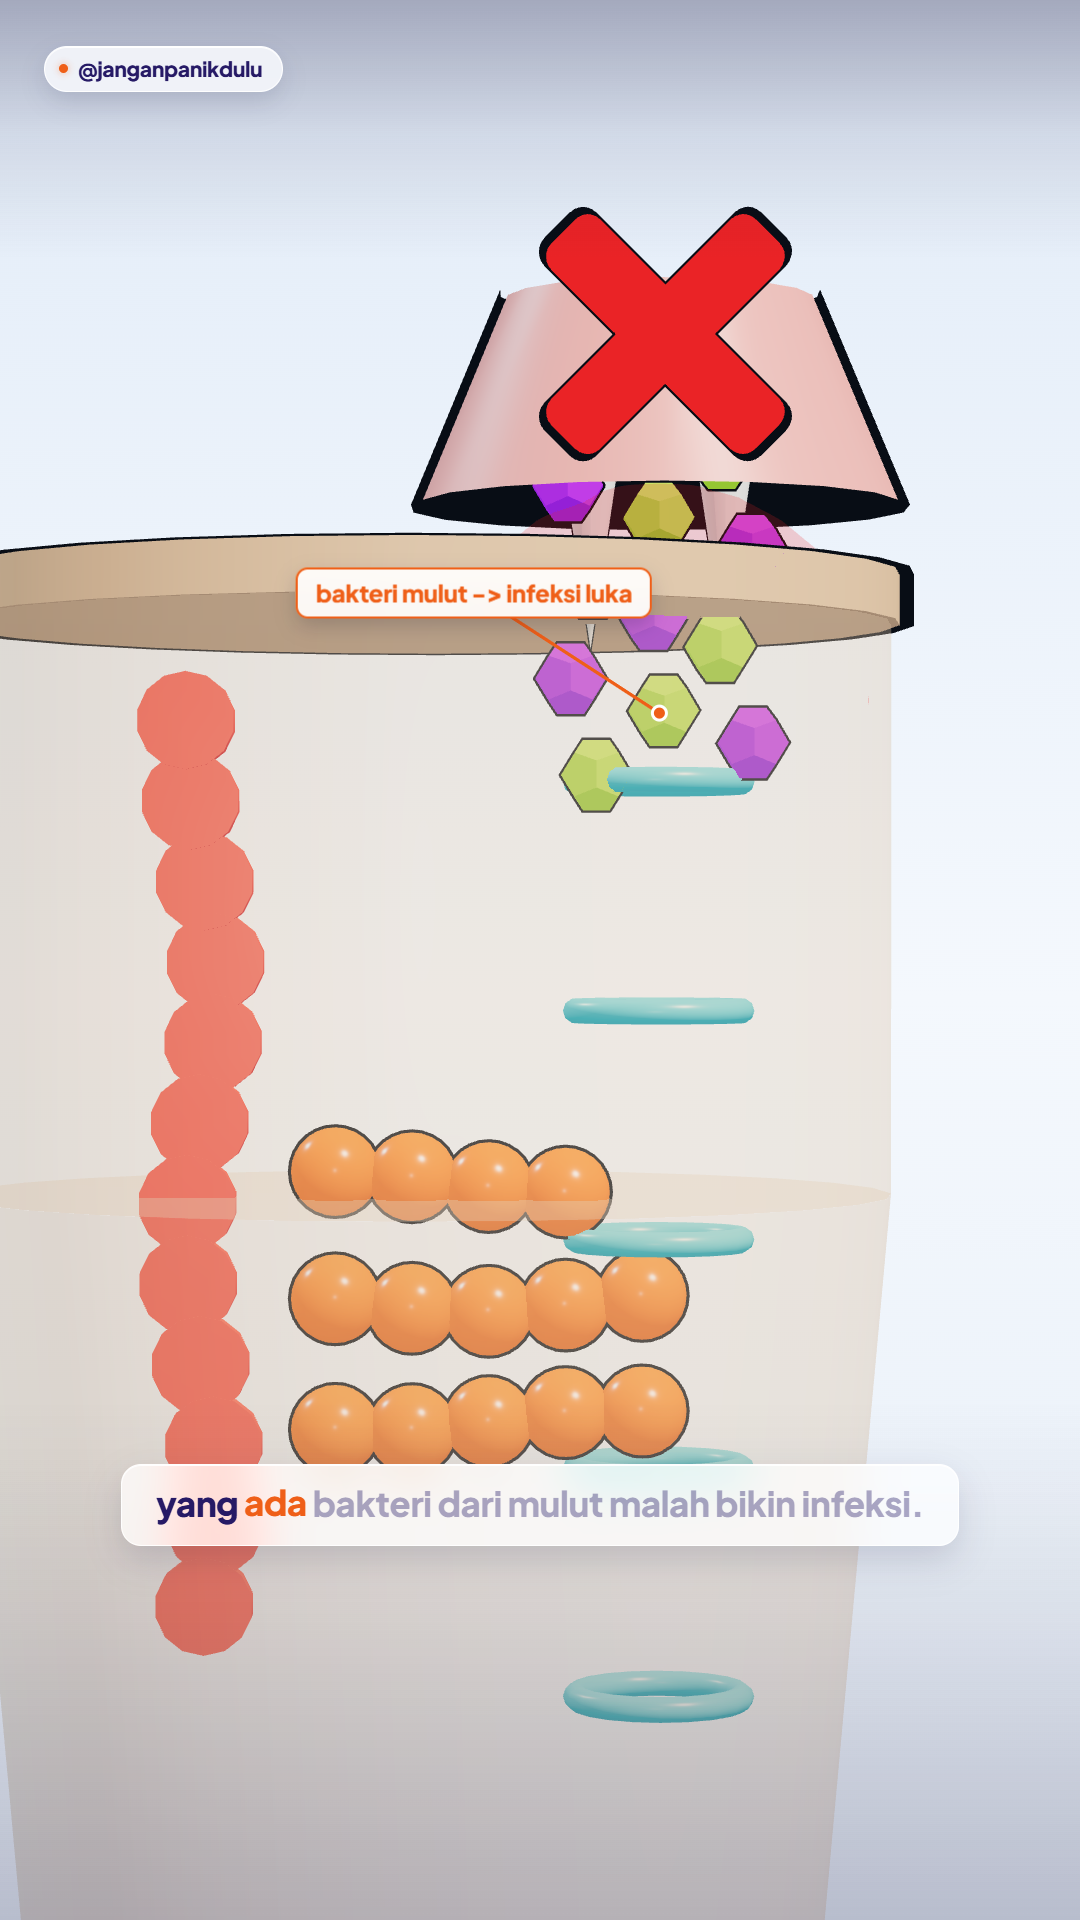 @janganpanikdulu
bakteri mulut -> infeksi luka
yang ada bakteri dari mulut malah bikin infeksi.